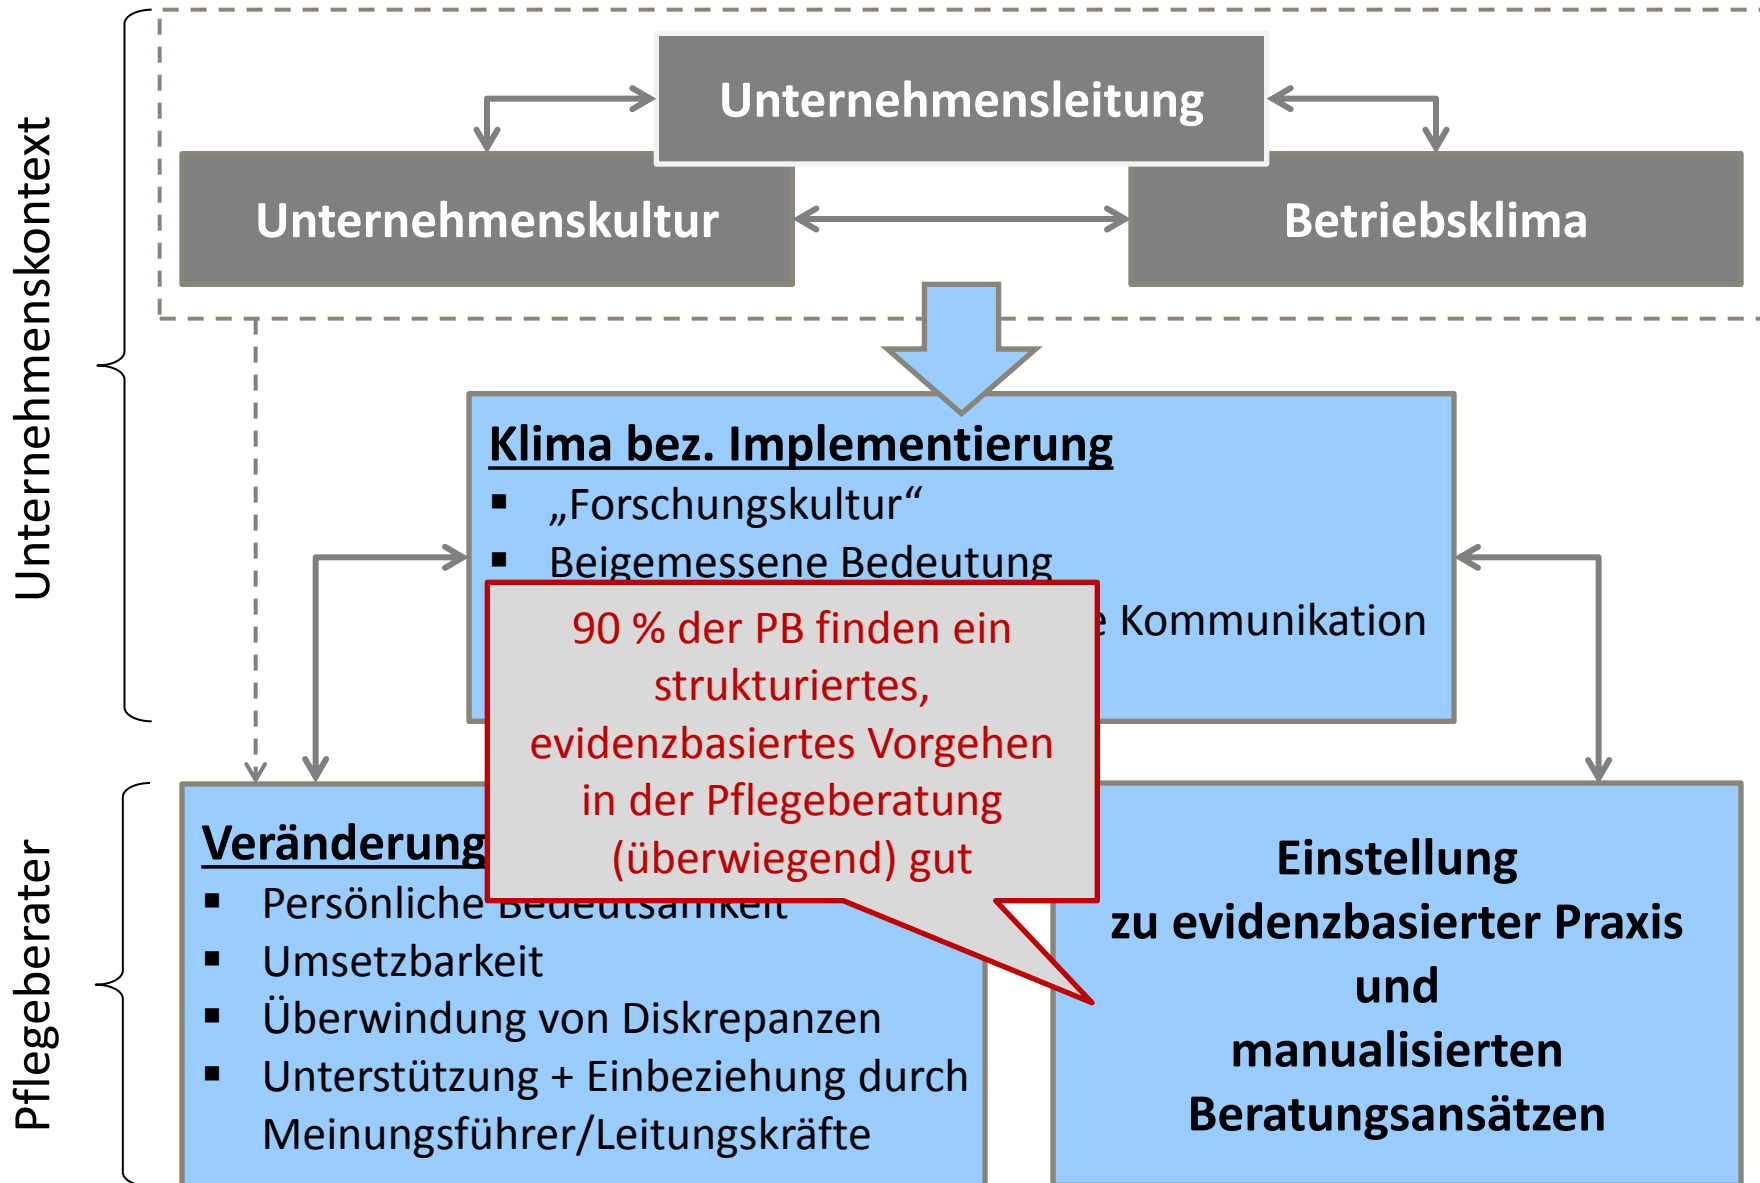 Unternehmenskontext
Unternehmensleitung
Unternehmenskultur
Betriebsklima
Klima bez. Implementierung
▪ „Forschungskultur“
▪ Beigemessene Bedeutung
Kommunikation
90 % der PB finden ein
strukturiertes,
evidenzbasiertes Vorgehen
in der Pflegeberatung
(überwiegend) gut
Pflegeberater
Veränderung
▪ Persönliche Bedeutsamkeit
▪ Umsetzbarkeit
▪ Überwindung von Diskrepanzen
▪ Unterstützung + Einbeziehung durch
Meinungsführer/Leitungskräfte
Einstellung
zu evidenzbasierter Praxis
und
manualisierten
Beratungsansätzen